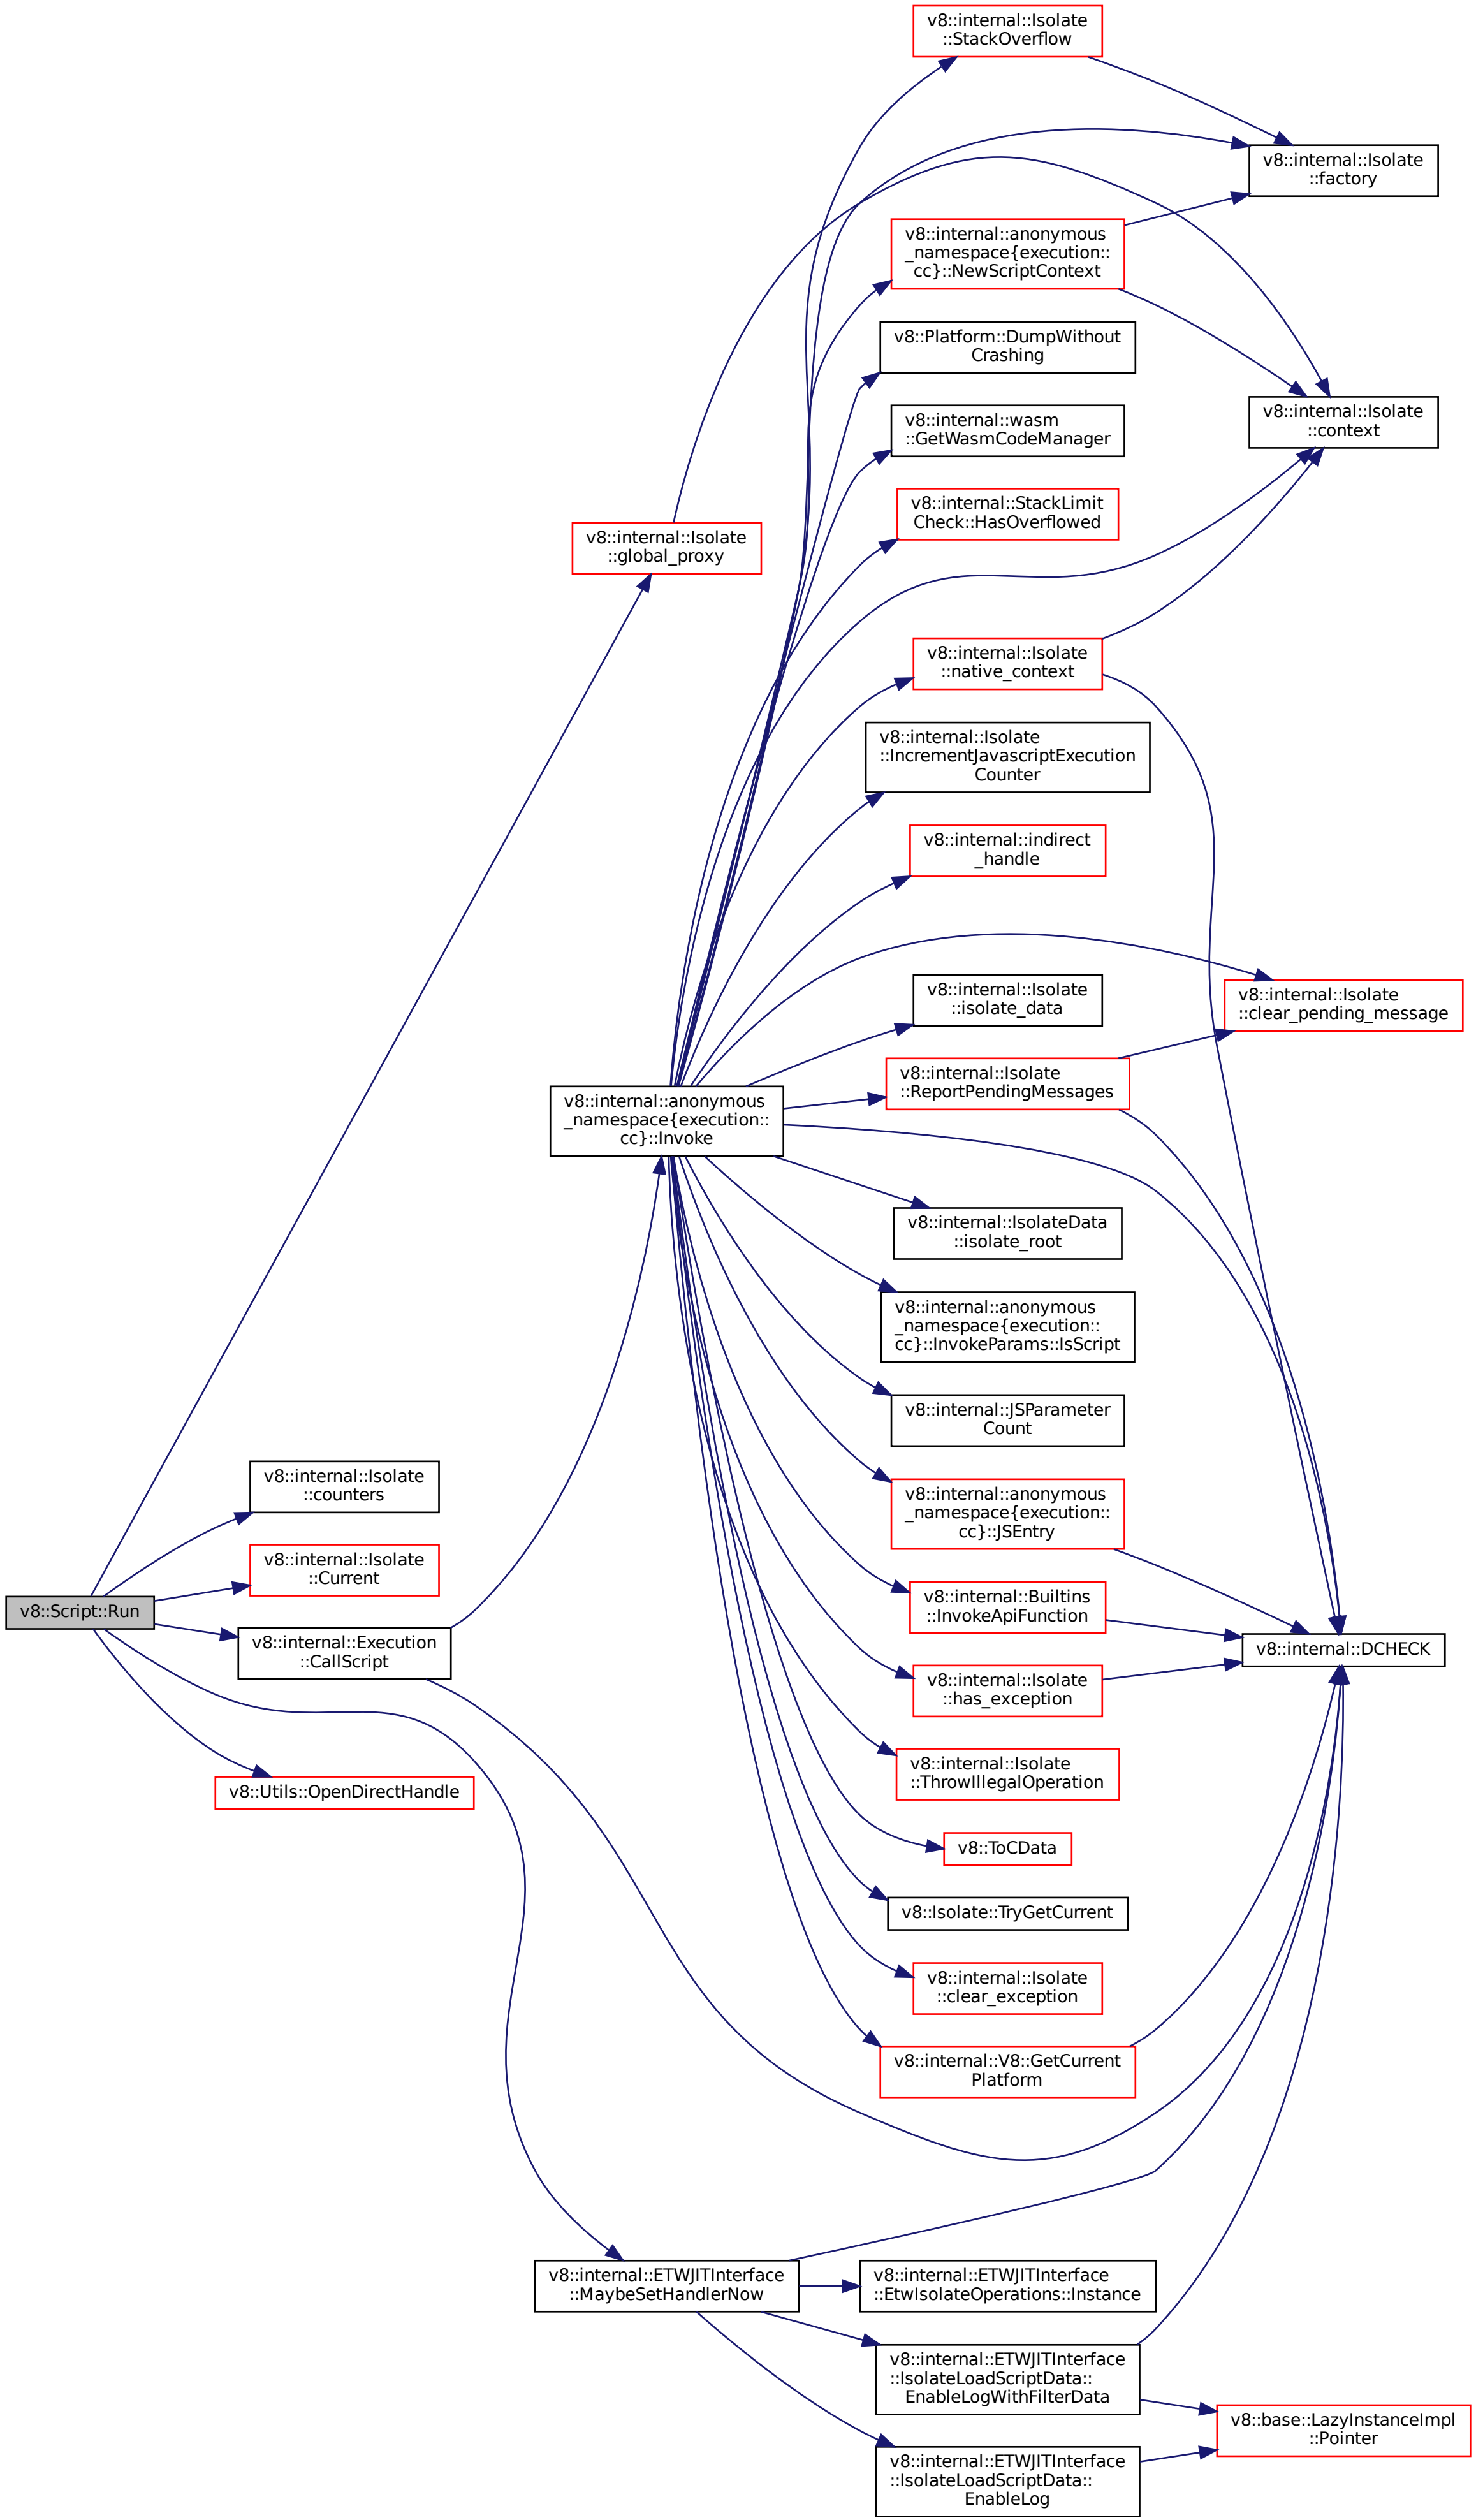 v8::internal::Isolate
::StackOverflow
v8::internal::Isolate
::factory
v8::internal::anonymous
_namespace{execution::
cc}::NewScriptContext
v8::Platform::DumpWithout
Crashing
v8::internal::Isolate
::context
v8::internal::wasm
::GetWasmCodeManager
v8::internal::StackLimit
Check::HasOverflowed
v8::internal::Isolate
::global_proxy
v8::internal::Isolate
::native_context
v8::internal::Isolate
::IncrementJavascriptExecution
Counter
v8::internal::indirect
_handle
v8::internal::Isolate
::isolate_data
v8::internal::Isolate
::clear_pending_message
v8::internal::Isolate
::ReportPendingMessages
v8::internal::anonymous
_namespace{execution::
cc}::Invoke
v8::internal::IsolateData
::isolate_root
v8::internal::anonymous
_namespace{execution::
cc}::InvokeParams::IsScript
v8::internal::JSParameter
Count
v8::internal::Isolate
::counters
v8::internal::anonymous
_namespace{execution::
cc}::JSEntry
v8::internal::Isolate
::Current
v8::internal::Builtins
::InvokeApiFunction
v8::Script::Run
v8::internal::Execution
::CallScript
v8::internal::DCHECK
v8::internal::Isolate
::has_exception
v8::internal::Isolate
::ThrowIllegalOperation
v8::Utils::OpenDirectHandle
v8::ToCData
v8::Isolate::TryGetCurrent
v8::internal::Isolate
::clear_exception
v8::internal::V8::GetCurrent
Platform
v8::internal::ETWJITInterface
::MaybeSetHandlerNow
v8::internal::ETWJITInterface
::EtwIsolateOperations::Instance
v8::internal::ETWJITInterface
::IsolateLoadScriptData::
EnableLogWithFilterData
v8::base::LazyInstanceImpl
::Pointer
v8::internal::ETWJITInterface
::IsolateLoadScriptData::
EnableLog